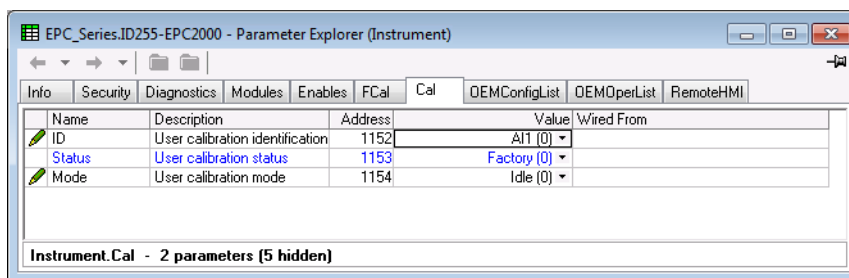 EPC_Series.ID255-EPC2000 - Parameter Explorer (Instrument)
Info Security Diagnostics Modules Enables FCal Cal OEMConfigList OEMOperList RemoteHMI
Name Description Address Value Wired From
ID User calibration identification 1152 AI1 (0)
Status User calibration status 1153 Factory (0)
Mode User calibration mode 1154 Idle (0)
Instrument.Cal - 2 parameters (5 hidden)